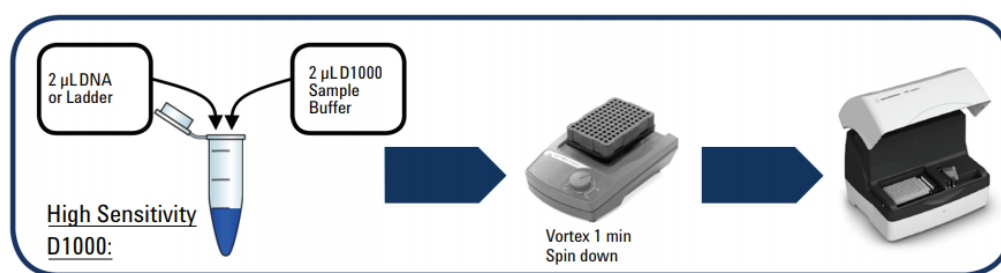 2 µL DNA
or Ladder
2 µL D1000
Sample
Buffer
High Sensitivity
D1000:
Vortex 1 min
Spin down